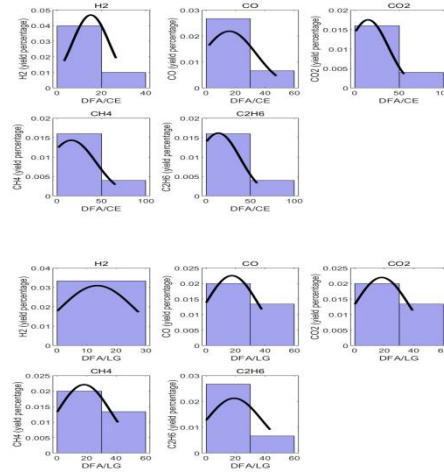 H2
CO
CO2
H2 (yield percentage)
0.05
0.04
0.03
0.02
0.01
0
0 20 40
DFA/CE
CO (yield percentage)
0.03
0.02
0.01
0
0 30 60
DFA/CE
CO2 (yield percentage)
0.02
0.015
0.01
0.005
0
0 50 100
DFA/CE
CH4
C2H6
CH4 (yield percentage)
0.02
0.015
0.01
0.005
0
0 50 100
DFA/CE
C2H6 (yield percentage)
0.02
0.015
0.01
0.005
0
0 50 100
DFA/CE
H2
CO
CO2
H2 (yield percentage)
0.04
0.03
0.02
0.01
0
0 10 20 30
DFA/LG
CO (yield percentage)
0.025
0.02
0.015
0.01
0.005
0
0 20 40 60
DFA/LG
CO2 (yield percentage)
0.025
0.02
0.015
0.01
0.005
0
0 20 40 60
DFA/LG
CH4
C2H6
CH4 (yield percentage)
0.025
0.02
0.015
0.01
0.005
0
0 20 40 60
DFA/LG
C2H6 (yield percentage)
0.03
0.02
0.01
0
0 20 40 60
DFA/LG